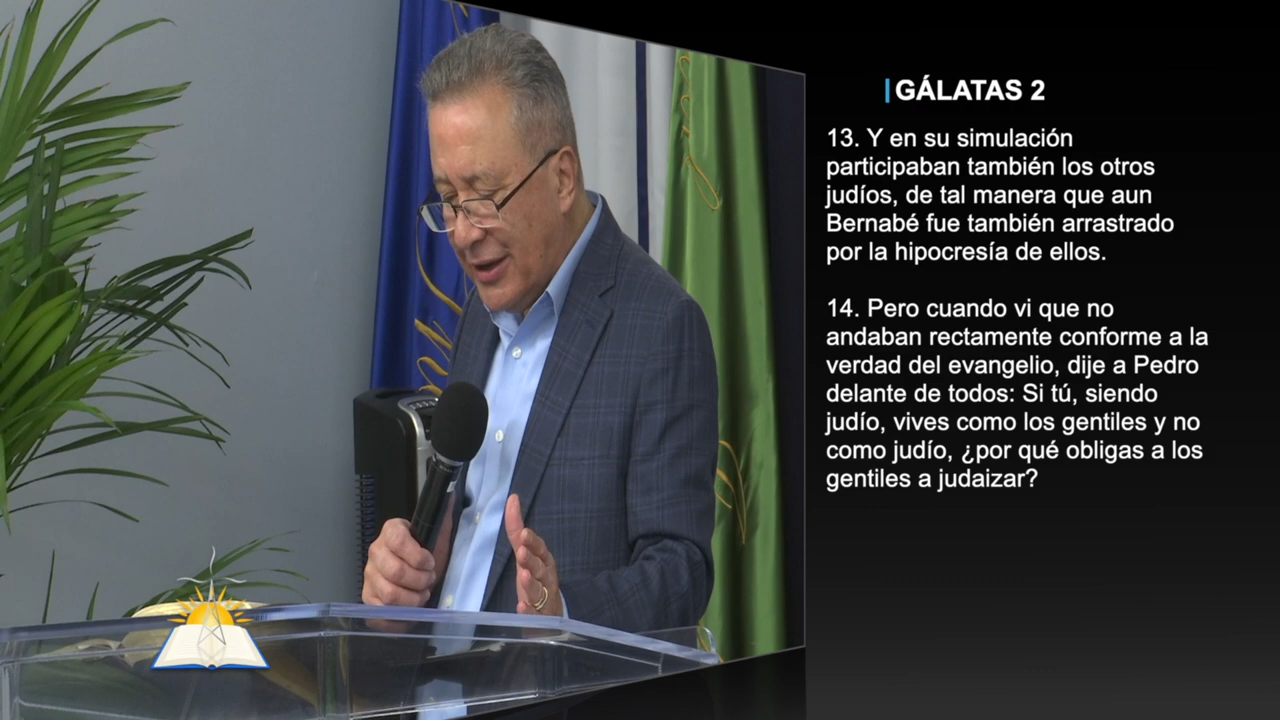 GÁLATAS 2
13. Y en su simulación
participaban también los otros
judíos, de tal manera que aun
Bernabé fue también arrastrado
por la hipocresía de ellos.
14. Pero cuando vi que no
andaban rectamente conforme a la
verdad del evangelio, dije a Pedro
delante de todos: Si tú, siendo
judío, vives como los gentiles y no
como judío, ¿por qué obligas a los
gentiles a judaizar?